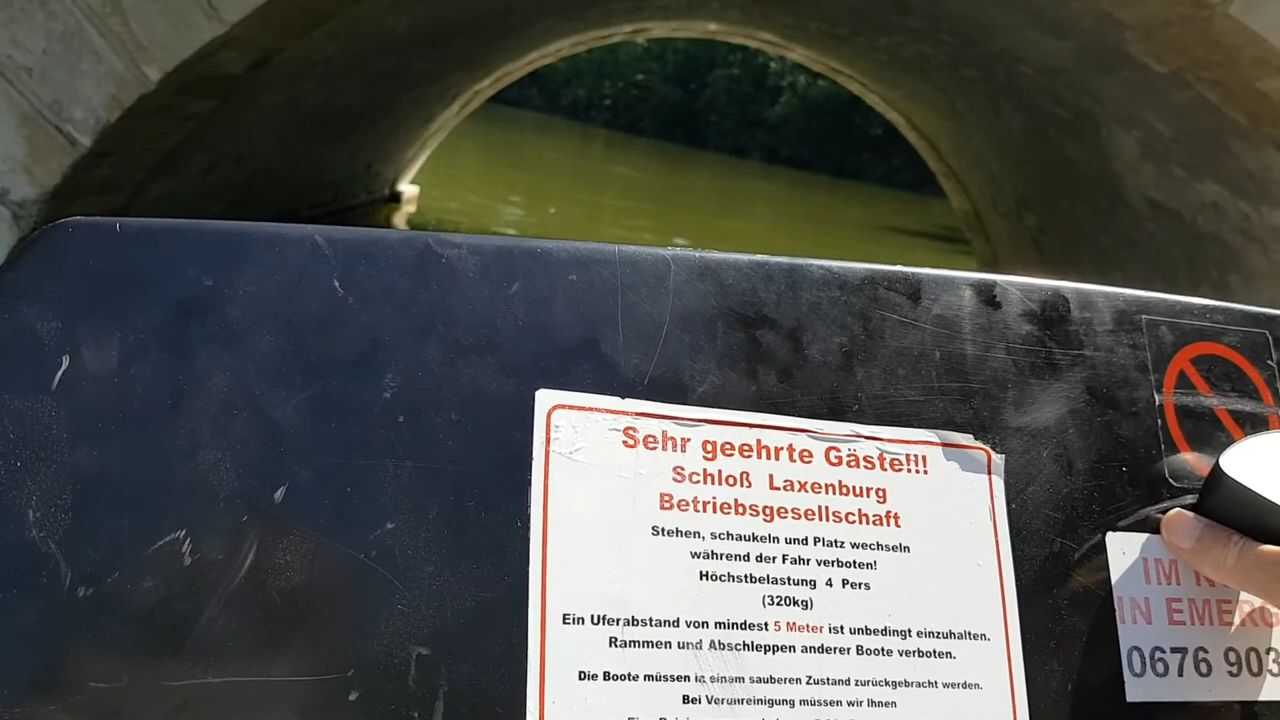 Sehr geehrte Gäste!!!
Schloß Laxenburg
Betriebsgesellschaft
Stehen, schaukeln und Platz wechseln
während der Fahr verboten!
Höchstbelastung 4 Pers
(320kg)
Ein Uferabstand von mindest 5 Meter ist unbedingt einzuhalten.
Rammen und Abschleppen anderer Boote verboten.
Die Boote müssen in einem sauberen Zustand zurückgebracht werden.
Bei Verunreinigung müssen wir Ihnen
IM
IN EMERG
0676 903